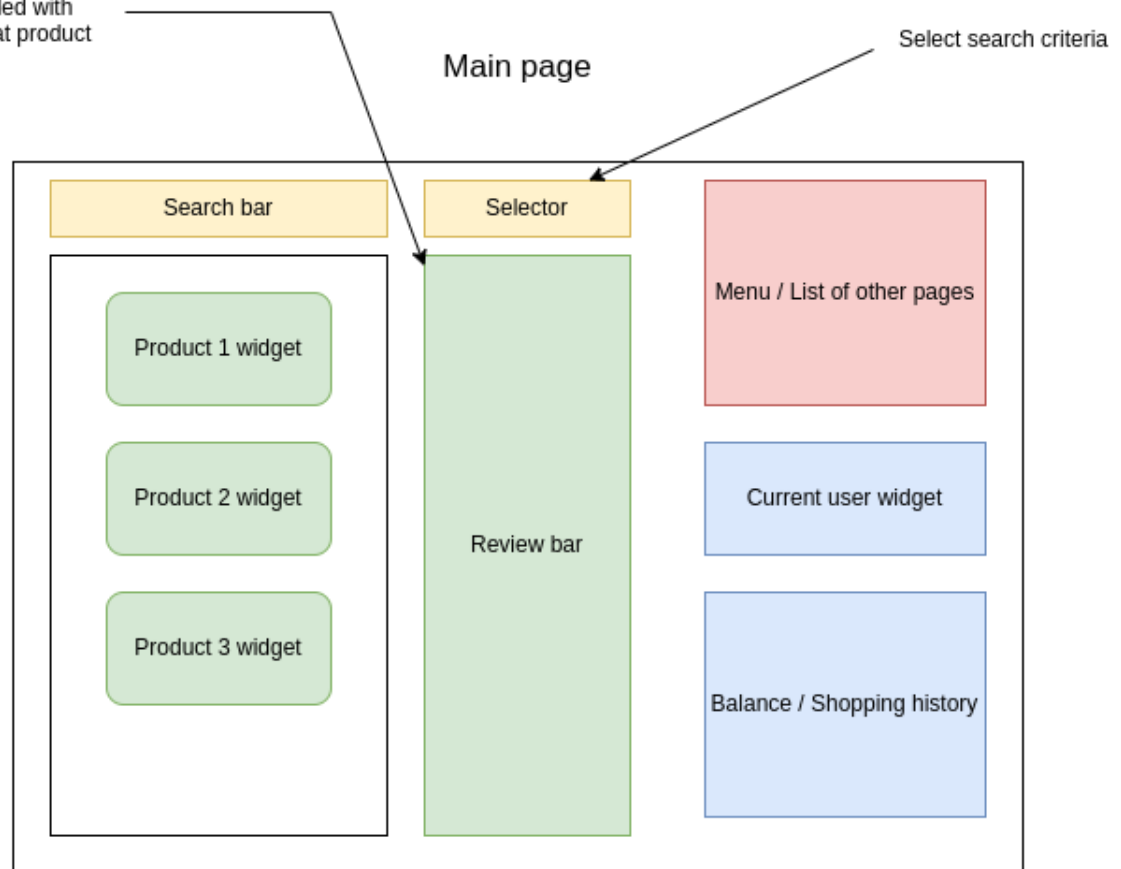 with
at product
Select search criteria
Main page
Search bar
Selector
Menu / List of other pages
Product 1 widget
Product 2 widget
Current user widget
Review bar
Product 3 widget
Balance / Shopping history